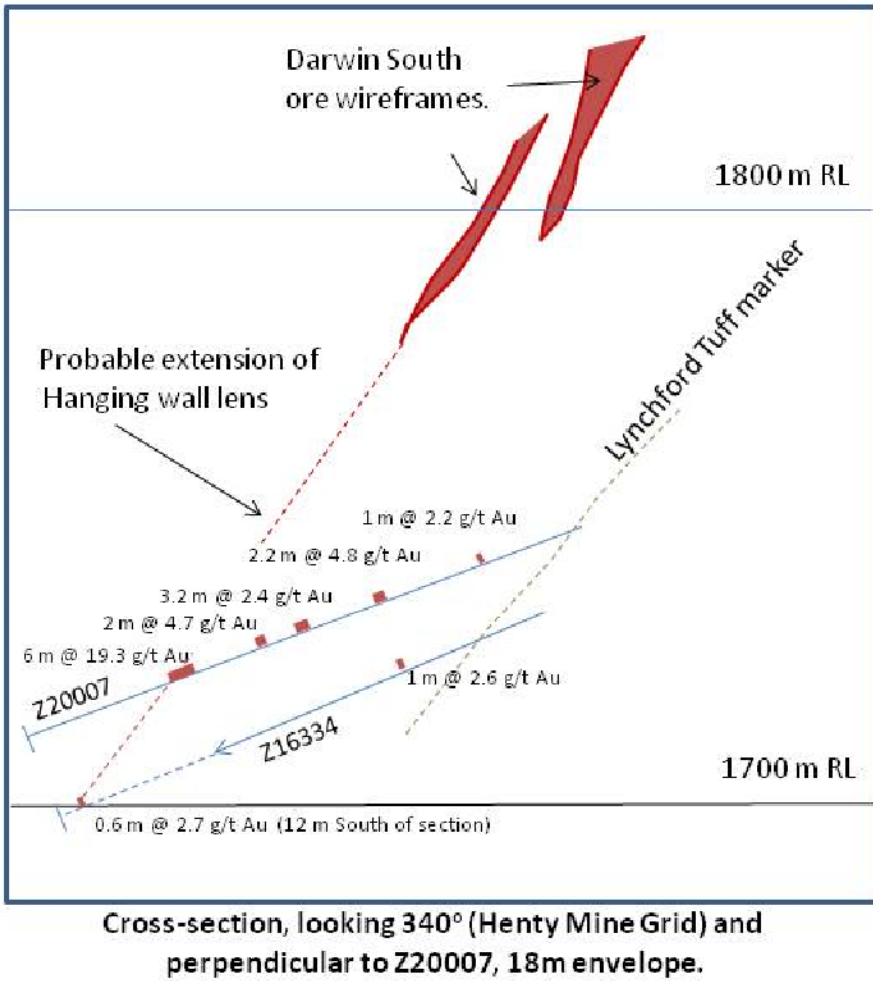 Darwin South
ore wireframes.
1800 m RL
Lynchford Tuff marker
Probable extension of
Hanging wall lens
1 m @ 2.2 g/t Au
2.2 m @ 4.8 g/t Au
3.2 m @ 2.4 g/t Au
2 m @ 4.7 g/t Au
6 m @ 19.3 g/t Au
1 m @ 2.6 g/t Au
Z20007
Z16334
1700 m RL
0.6 m @ 2.7 g/t Au (12 m South of section)
Cross-section, looking 340° (Henty Mine Grid) and
perpendicular to Z20007, 18m envelope.